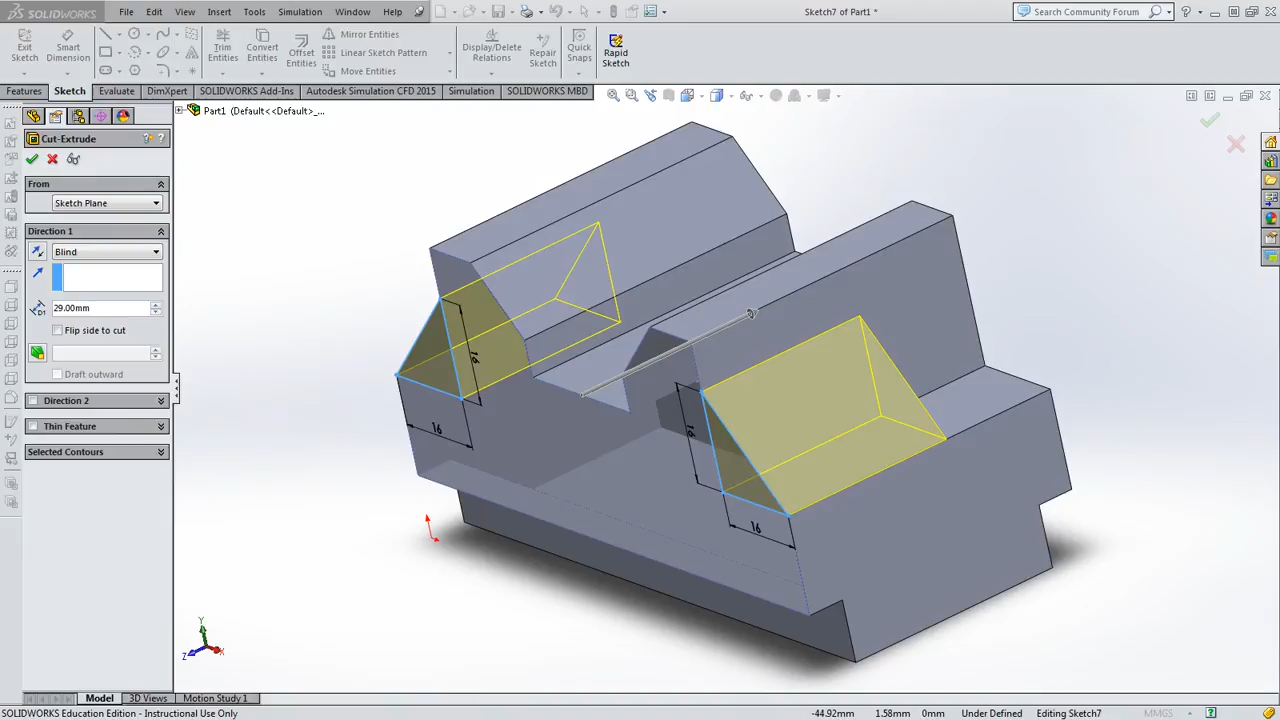 SOLIDWORKS File Edit View Insert Tools Simulation Window Help Sketch7 of Part1 * Search Community Forum
Exit Sketch Smart Dimension Trim Entities Convert Entities Offset Entities Mirror Entities Linear Sketch Pattern Move Entities Display/Delete Relations Repair Sketch Quick Snaps Rapid Sketch
Features Sketch Evaluate DimXpert SOLIDWORKS Add-Ins Autodesk Simulation CFD 2015 Simulation SOLIDWORKS MBD
Part1 (Default<<Default>_...
Cut-Extrude
From
Sketch Plane
Direction 1
Blind
29.00mm
Flip side to cut
Draft outward
Direction 2
Thin Feature
Selected Contours
16
16
16
16
Y
Z X
Model 3D Views Motion Study 1
SOLIDWORKS Education Edition - Instructional Use Only -44.92mm 1.58mm 0mm Under Defined Editing Sketch7 MMGS